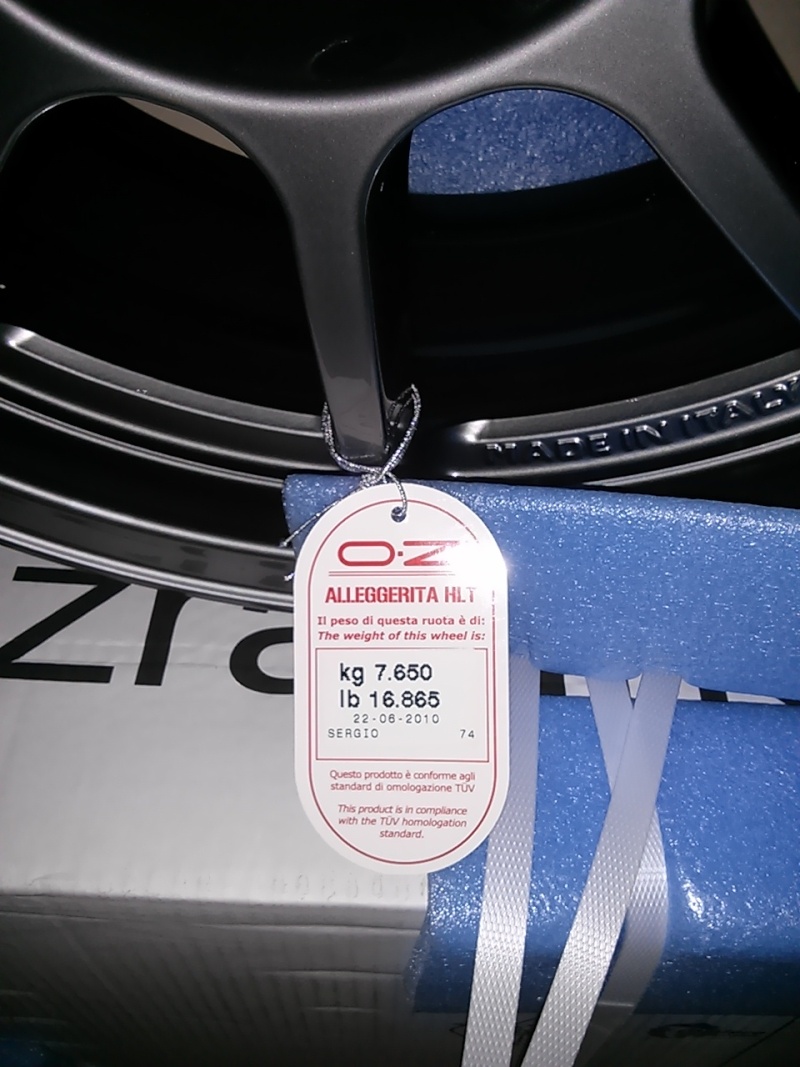 MADE IN ITALY
O·Z
ALLEGGERITA HLT
Il peso di questa ruota è di:
The weight of this wheel is:
kg 7.650
lb 16.865
22-06-2010
SERGIO 74
Questo prodotto è conforme agli
standard di omologazione TÜV
This product is in compliance
with the TÜV homologation
standard.